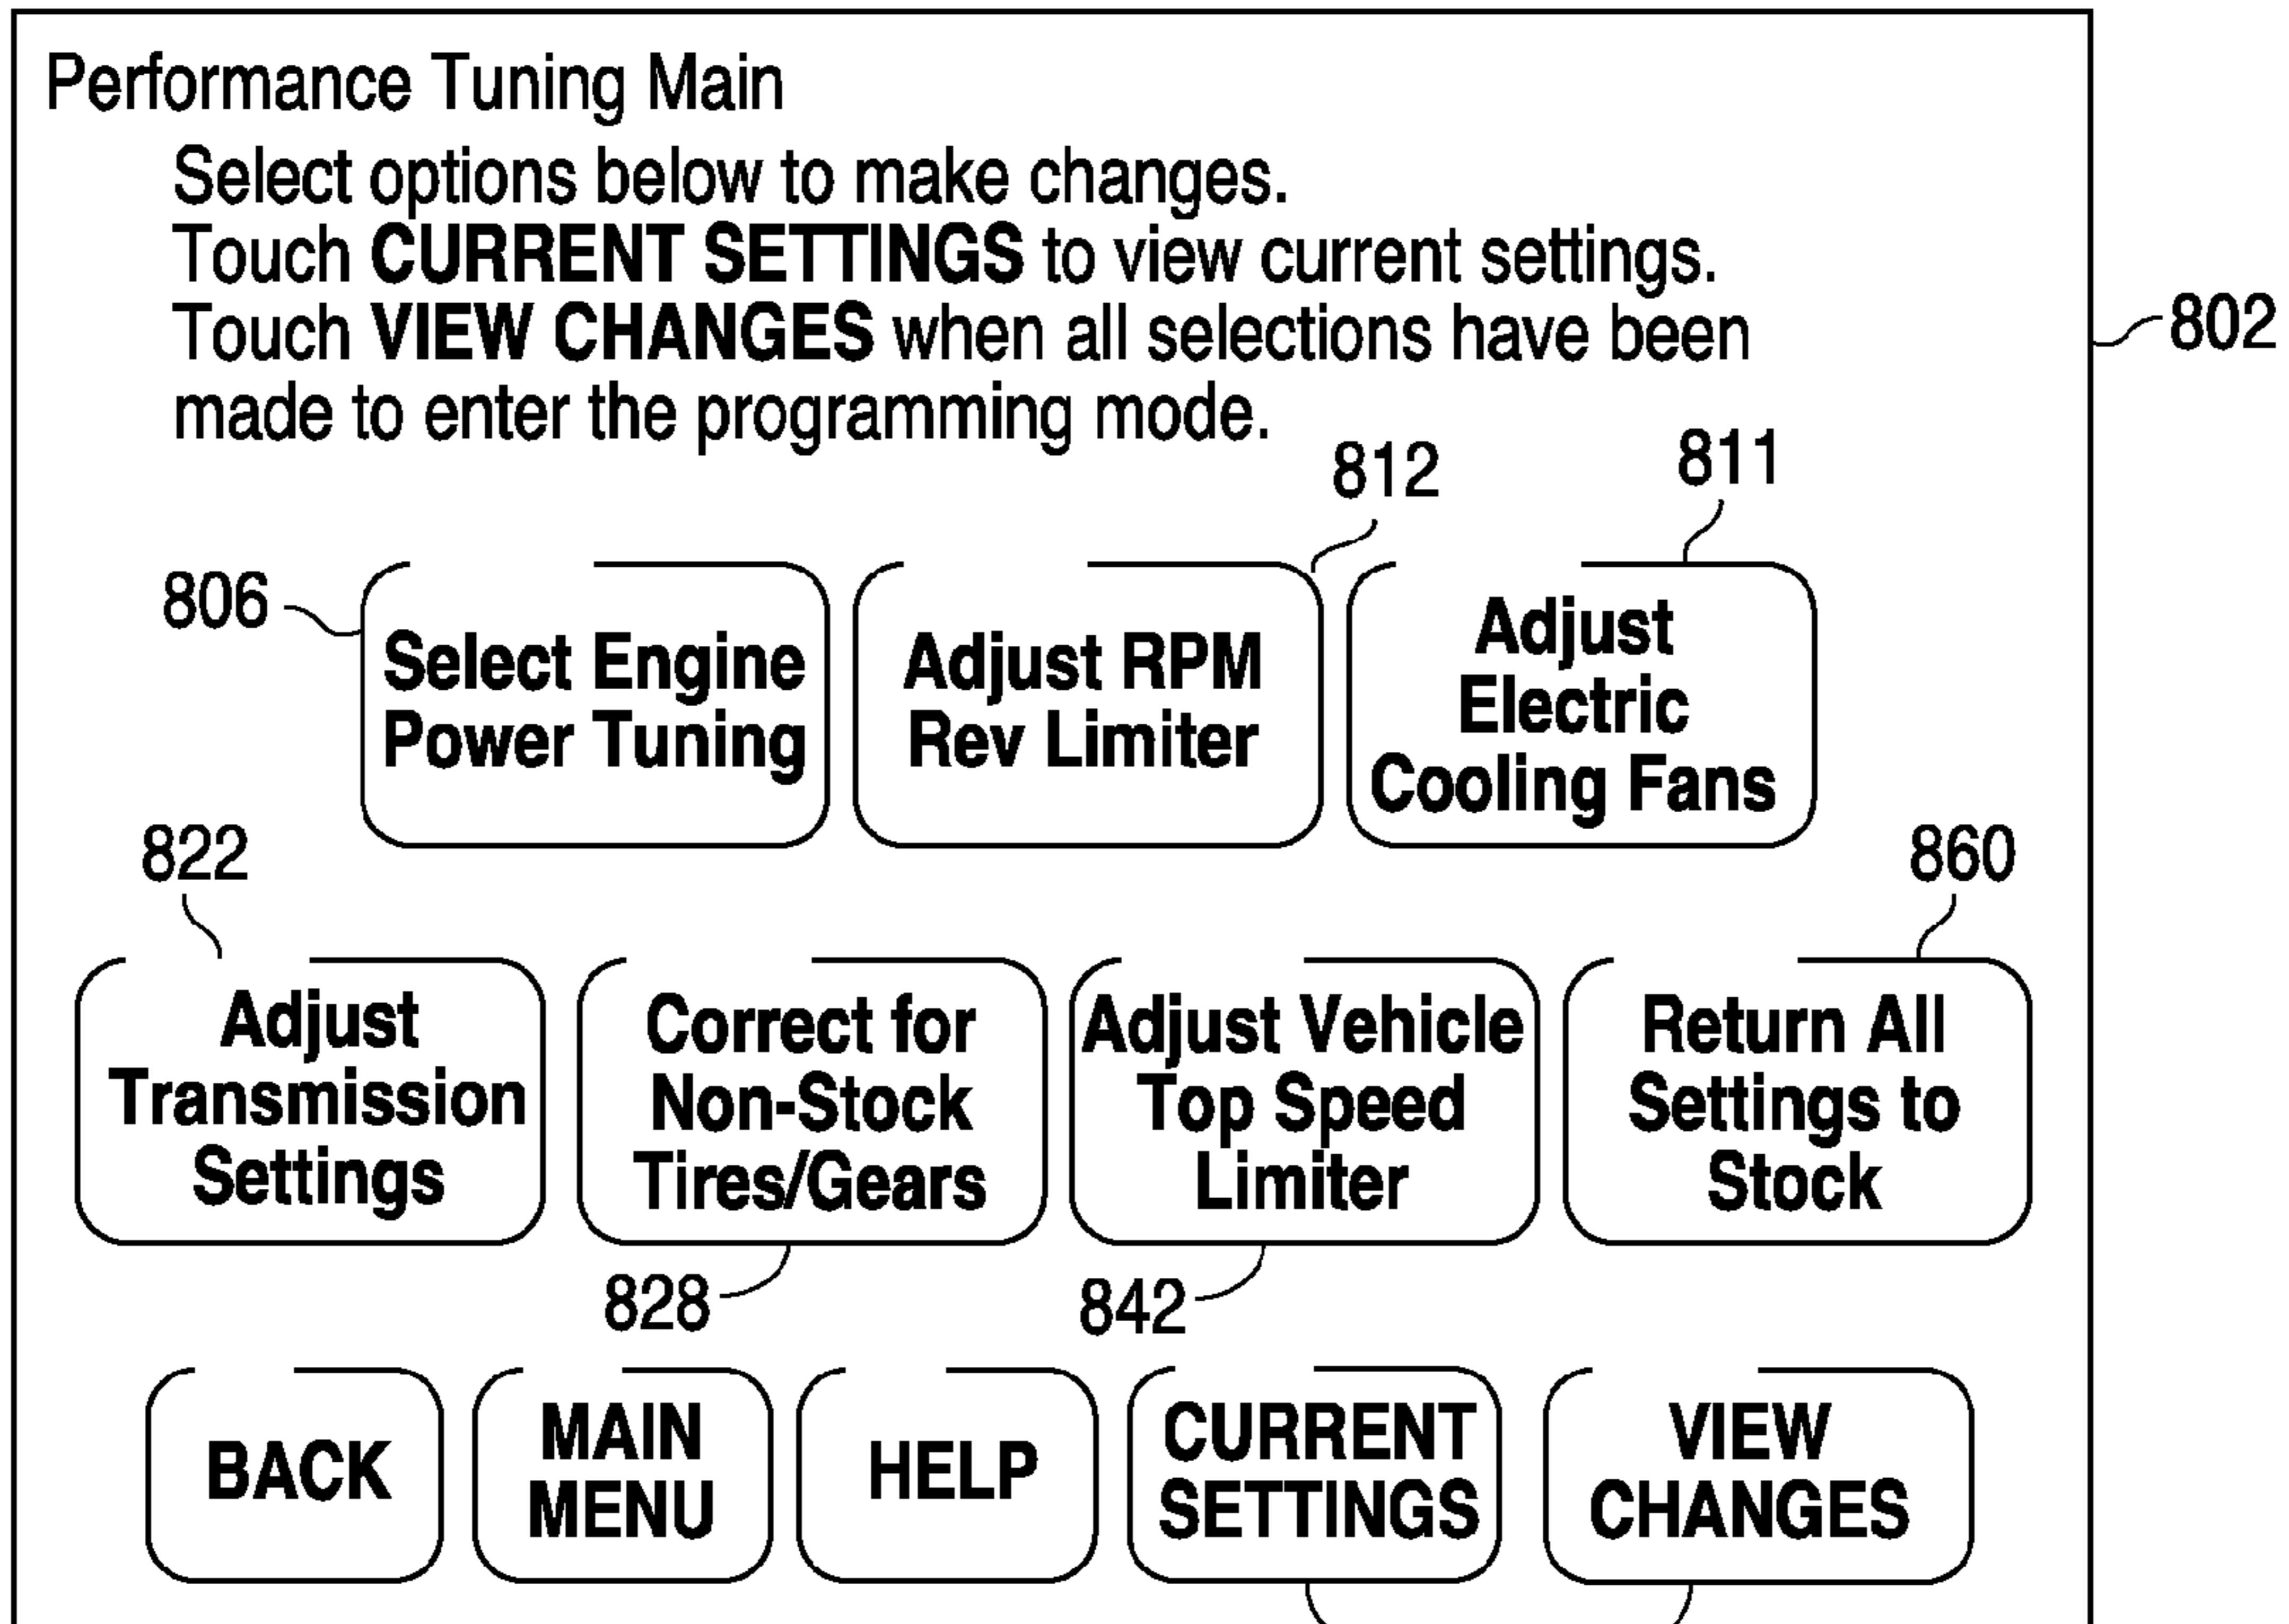 Performance Tuning Main
Select options below to make changes.
Touch CURRENT SETTINGS to view current settings.
Touch VIEW CHANGES when all selections have been
made to enter the programming mode.
802
812
811
806
Select Engine
Power Tuning
Adjust RPM
Rev Limiter
Adjust
Electric
Cooling Fans
822
860
Adjust
Transmission
Settings
Correct for
Non-Stock
Tires/Gears
Adjust Vehicle
Top Speed
Limiter
Return All
Settings to
Stock
828
842
BACK
MAIN
MENU
HELP
CURRENT
SETTINGS
VIEW
CHANGES